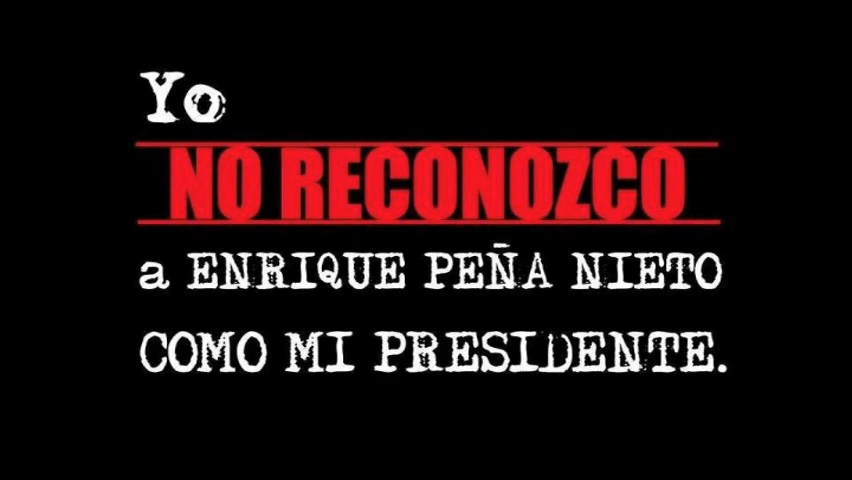 Yo
NO RECONOZCO
a ENRIQUE PEÑA NIETO
COMO MI PRESIDENTE.